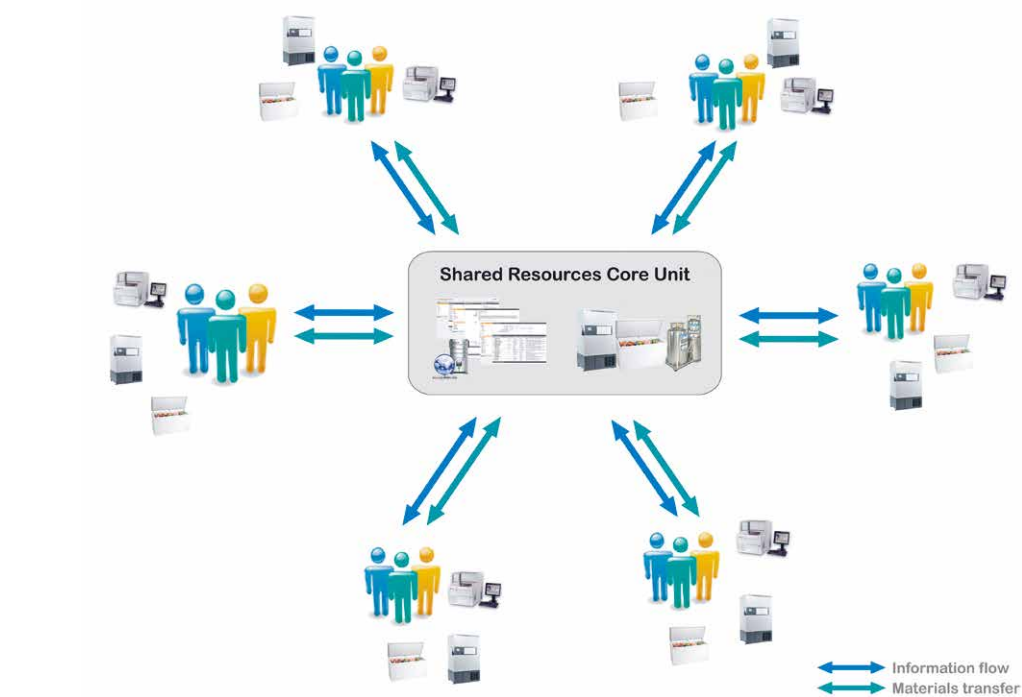 Shared Resources Core Unit
Information flow
Materials transfer